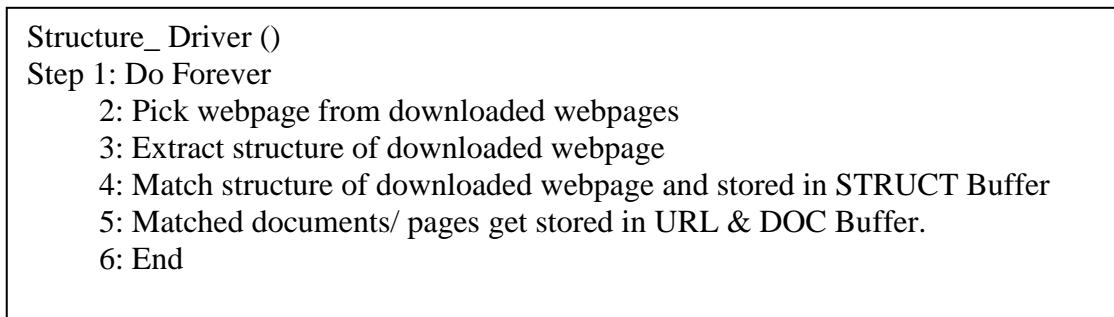 Structure_ Driver ()
Step 1: Do Forever
2: Pick webpage from downloaded webpages
3: Extract structure of downloaded webpage
4: Match structure of downloaded webpage and stored in STRUCT Buffer
5: Matched documents/ pages get stored in URL & DOC Buffer.
6: End